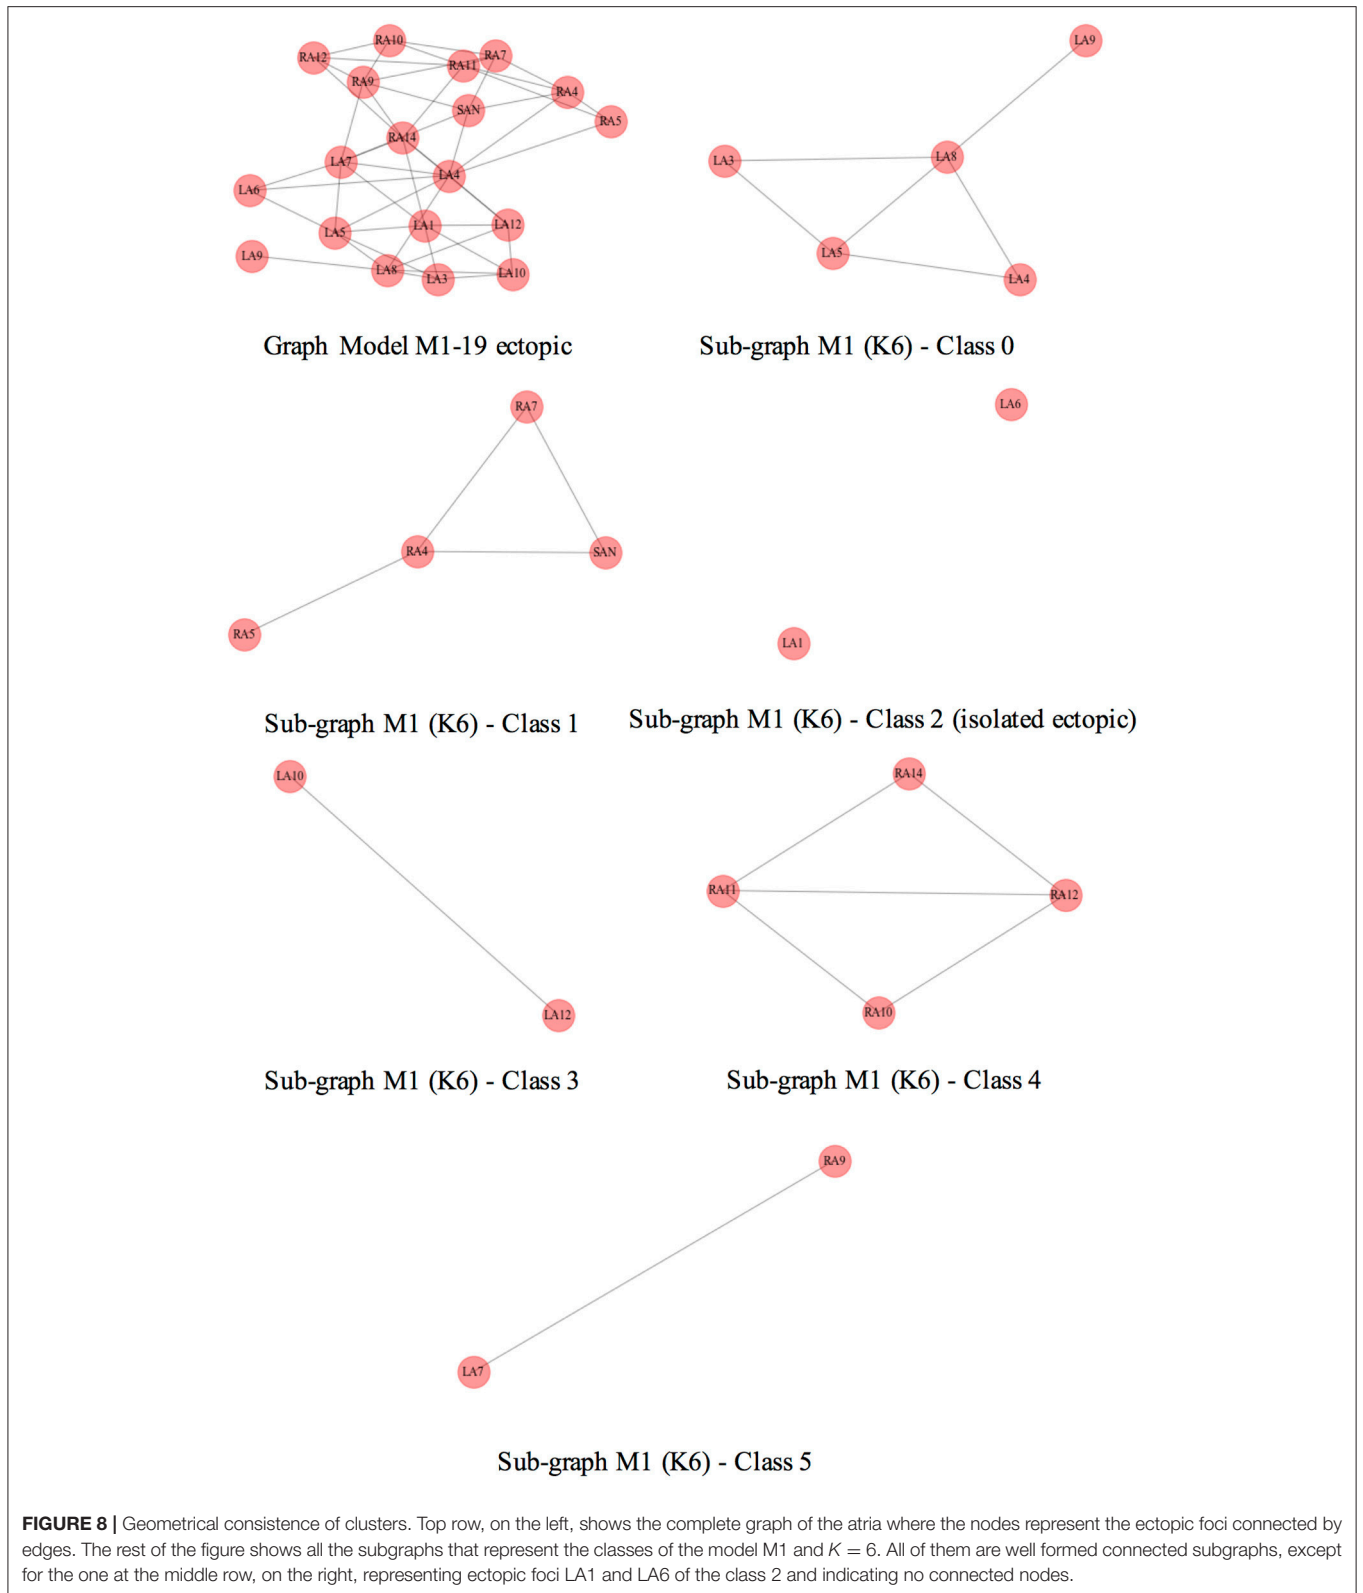 RA10
RA12
RA7
RA11
RA9
RA4
SAN
RA5
RA14
LA7
LA4
LA6
LA1
LA12
LA5
LA9
LA8
LA3
LA10
Graph Model M1-19 ectopic
LA9
LA3
LA8
LA5
LA4
Sub-graph M1 (K6) - Class 0
RA7
RA4
SAN
RA5
Sub-graph M1 (K6) - Class 1
LA6
LA1
Sub-graph M1 (K6) - Class 2 (isolated ectopic)
LA10
LA12
Sub-graph M1 (K6) - Class 3
RA14
RA11
RA12
RA10
Sub-graph M1 (K6) - Class 4
RA9
LA7
Sub-graph M1 (K6) - Class 5
FIGURE 8 | Geometrical consistence of clusters. Top row, on the left, shows the complete graph of the atria where the nodes represent the ectopic foci connected by
edges. The rest of the figure shows all the subgraphs that represent the classes of the model M1 and K = 6. All of them are well formed connected subgraphs, except
for the one at the middle row, on the right, representing ectopic foci LA1 and LA6 of the class 2 and indicating no connected nodes.